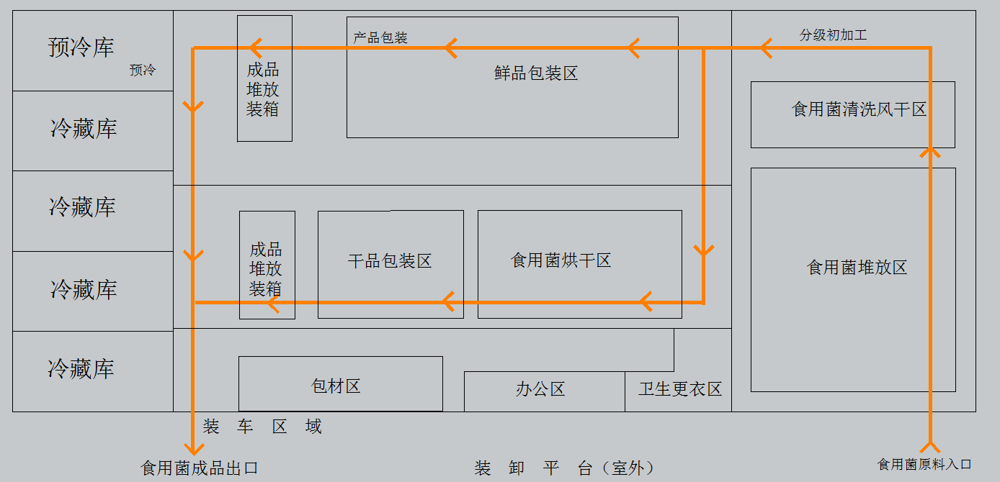 预冷库
预冷
冷藏库
冷藏库
冷藏库
冷藏库
成品
堆放
装箱
产品包装
鲜品包装区
分级初加工
食用菌清洗风干区
成品
堆放
装箱
干品包装区
食用菌烘干区
食用菌堆放区
包材区
办公区
卫生更衣区
装 车 区 域
食用菌成品出口
装 卸 平 台（室外）
食用菌原料入口